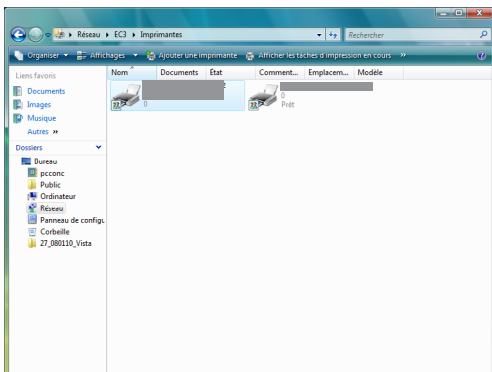 Réseau ▸ EC3 ▸ Imprimantes
Rechercher
Organiser
Affichages
Ajouter une imprimante
Afficher les tâches d'impression en cours
»
Nom
Documents
État
Comment...
Emplacem...
Modèle
Liens favoris
Documents
Images
Musique
Autres »
Dossiers
Bureau
pcconc
Public
Ordinateur
Réseau
Panneau de configu
Corbeille
27_080110_Vista
0
0
Prêt